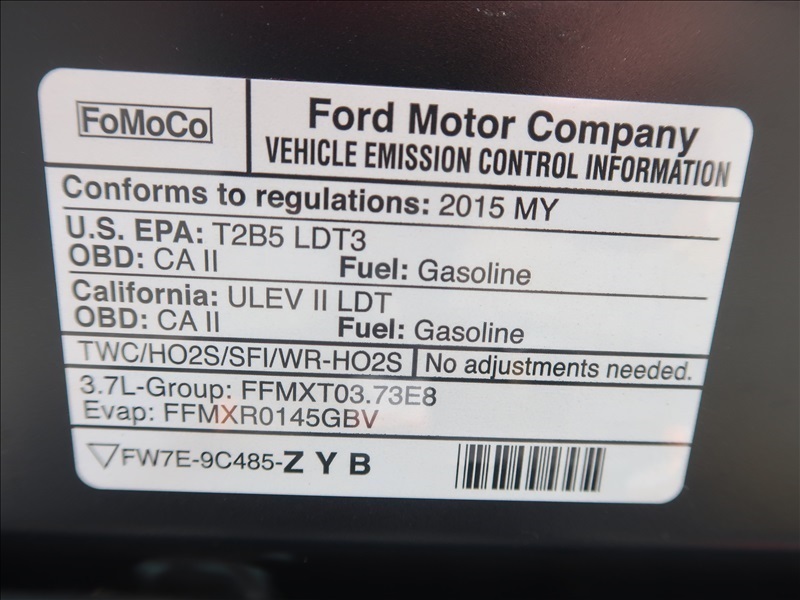 FoMoCo
Ford Motor Company
VEHICLE EMISSION CONTROL INFORMATION
Conforms to regulations: 2015 MY
U.S. EPA: T2B5 LDT3
OBD: CA II Fuel: Gasoline
California: ULEV II LDT
OBD: CA II Fuel: Gasoline
TWC/HO2S/SFI/WR-HO2S No adjustments needed.
3.7L-Group: FFMXT03.73E8
Evap: FFMXR0145GBV
FW7E-9C485-Z Y B